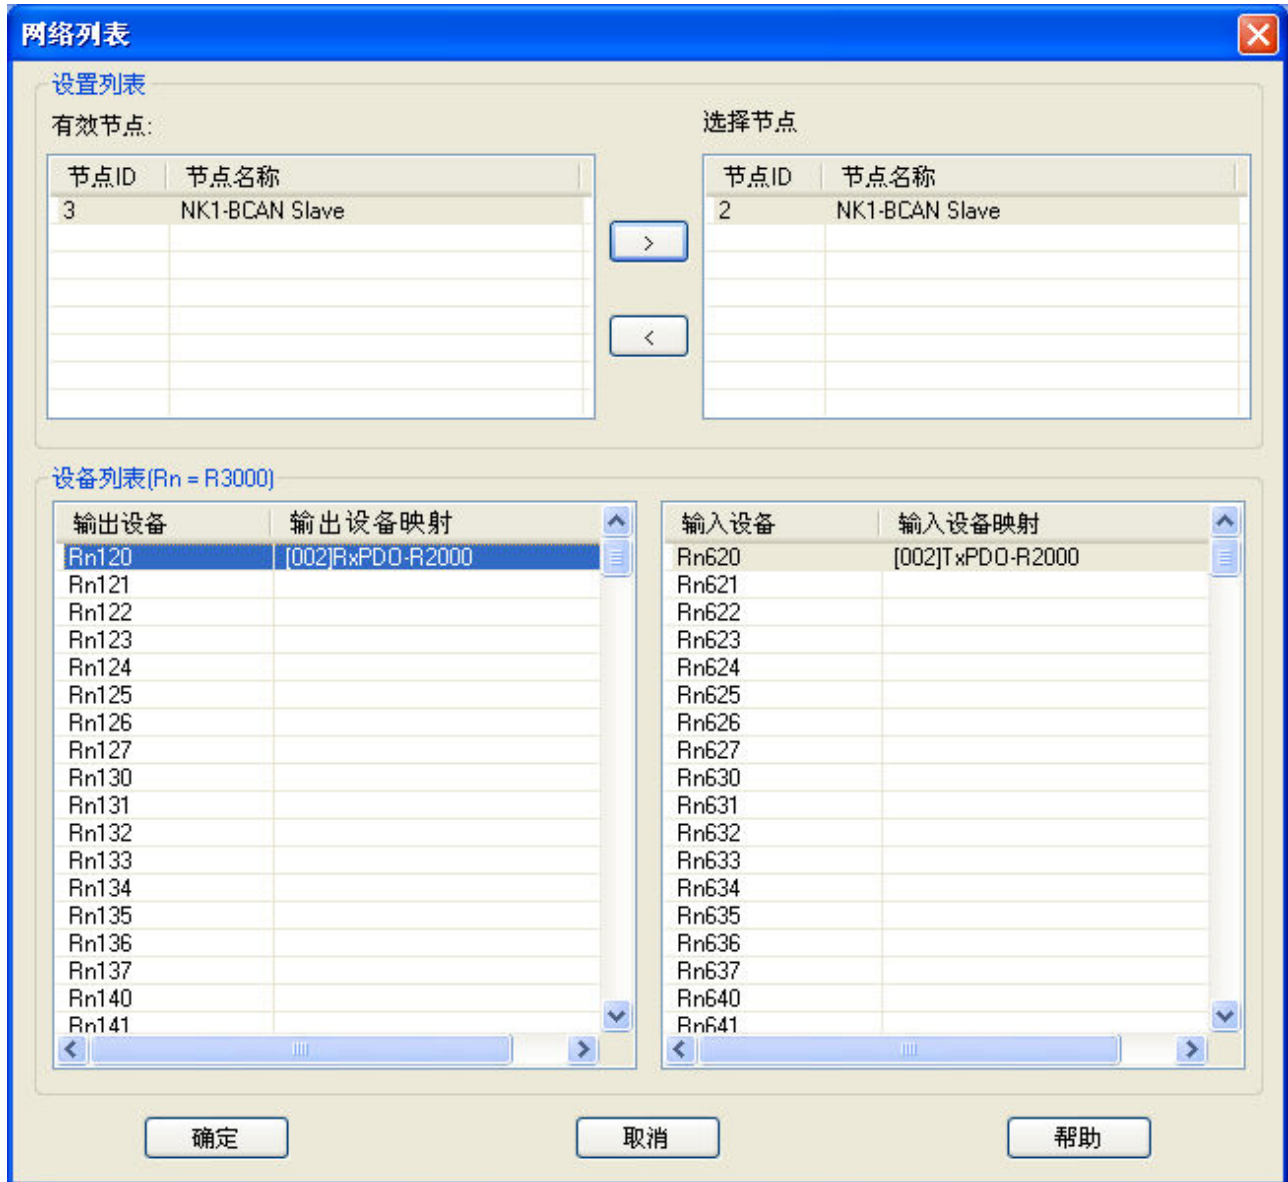 网络列表
设置列表
有效节点:
选择节点
节点ID 节点名称
3 NK1-BCAN Slave
>
<
节点ID 节点名称
2 NK1-BCAN Slave
设备列表(Rn = R3000)
输出设备 输出设备映射
Rn120 [002]RxPDO-R2000
Rn121
Rn122
Rn123
Rn124
Rn125
Rn126
Rn127
Rn130
Rn131
Rn132
Rn133
Rn134
Rn135
Rn136
Rn137
Rn140
Rn141
输入设备 输入设备映射
Rn620 [002]TxPDO-R2000
Rn621
Rn622
Rn623
Rn624
Rn625
Rn626
Rn627
Rn630
Rn631
Rn632
Rn633
Rn634
Rn635
Rn636
Rn637
Rn640
Rn641
确定 取消 帮助